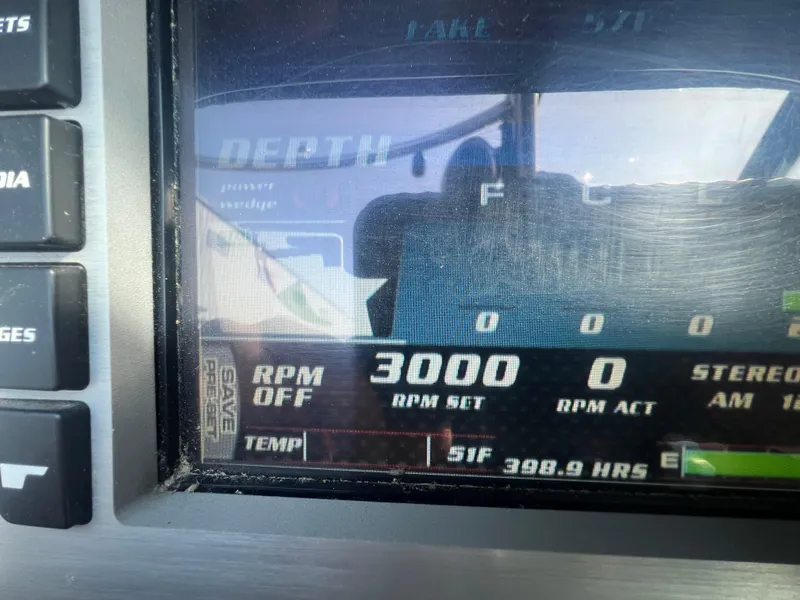 ETS
LAKE 57F
DIA
DEPTH
power
wedge
F C L
GES
0 0 0
SAVE
PRESET
RPM
OFF
3000
RPM SET
0
RPM ACT
STEREO
AM
TEMP
51F
398.9 HRS
E